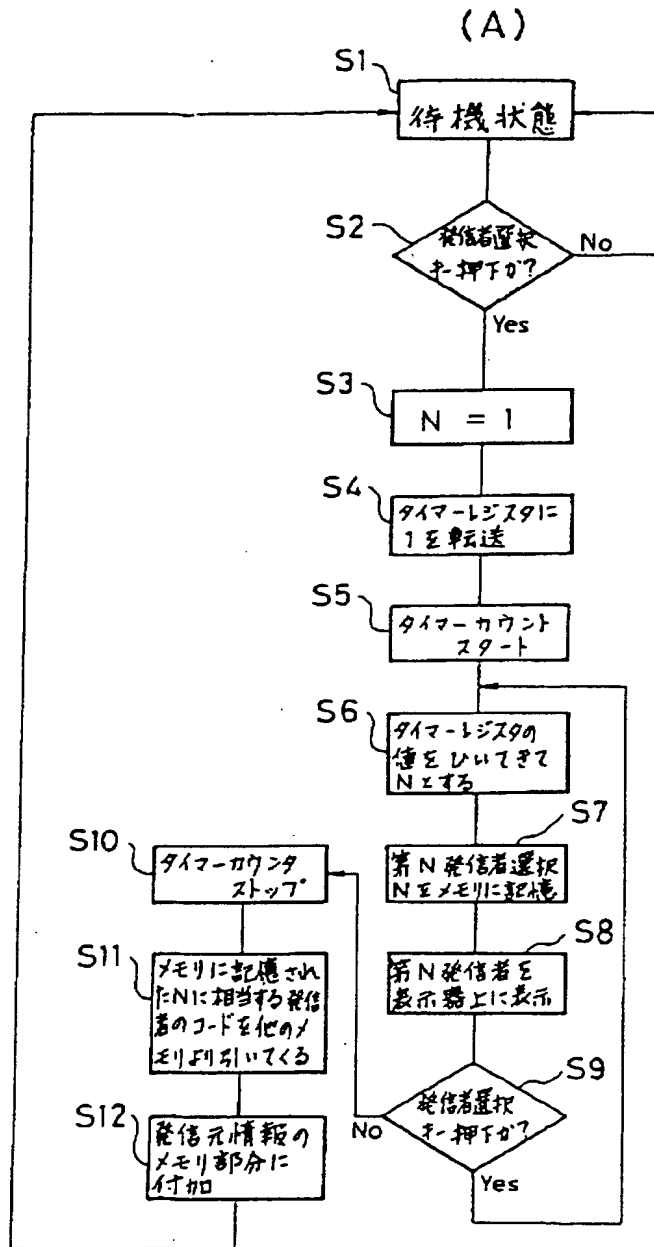 (A)
S1
待機状態
S2
発信者選択
キー押下か?
No
Yes
S3
N = 1
S4
タイマーレジスタに
1を転送
S5
タイマーカウント
スタート
S6
タイマーレジスタの
値をひいてきて
Nとする
S7
第N発信者選択
Nをメモリに記憶
S8
第N発信者を
表示器上に表示
S9
発信者選択
キー押下か?
No
Yes
S10
タイマーカウンタ
ストップ
S11
メモリに記憶され
たNに相当する発信
者のコードを他のメ
モリより引いてくる
S12
発信元情報の
メモリ部分に
付加